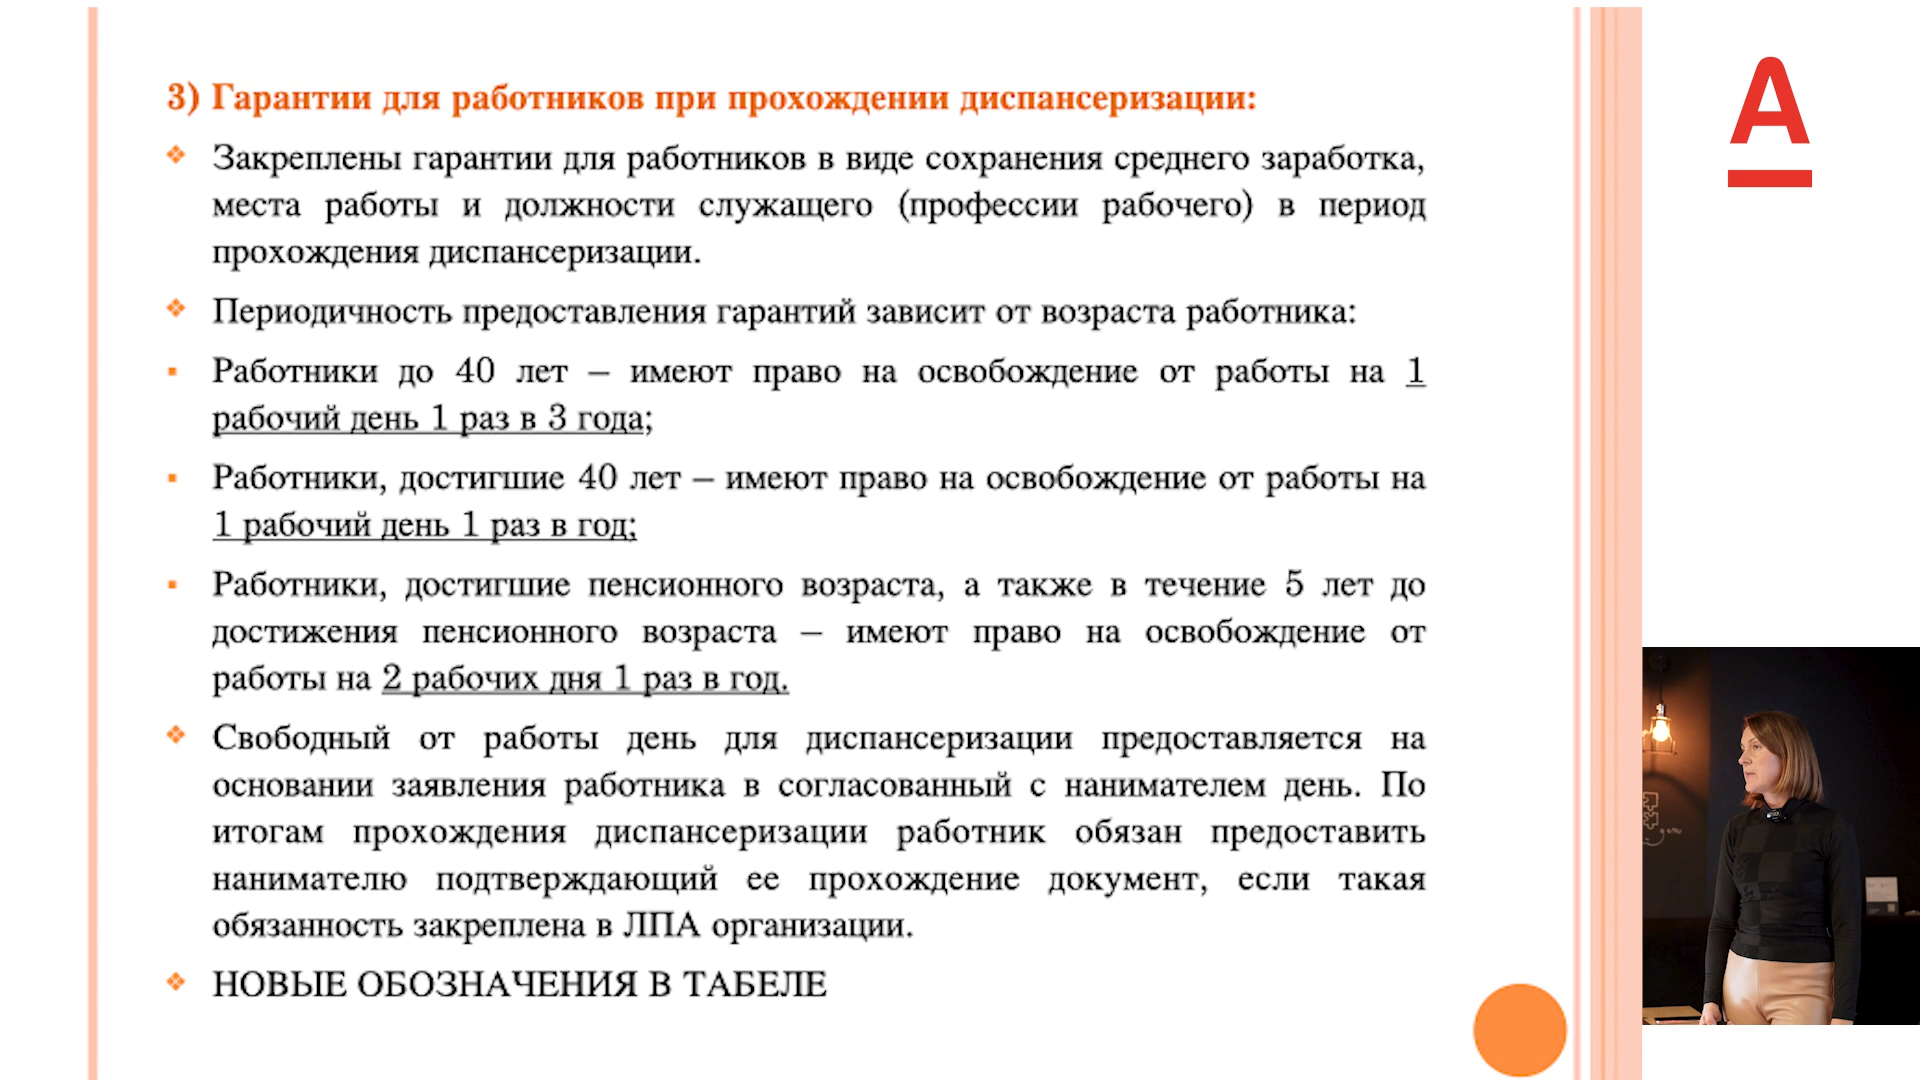 3) Гарантии для работников при прохождении диспансеризации:
Закреплены гарантии для работников в виде сохранения среднего заработка,
места работы и должности служащего (профессии рабочего) в период
прохождения диспансеризации.
Периодичность предоставления гарантий зависит от возраста работника:
Работники до 40 лет – имеют право на освобождение от работы на 1
рабочий день 1 раз в 3 года;
Работники, достигшие 40 лет – имеют право на освобождение от работы на
1 рабочий день 1 раз в год;
Работники, достигшие пенсионного возраста, а также в течение 5 лет до
достижения пенсионного возраста – имеют право на освобождение от
работы на 2 рабочих дня 1 раз в год.
Свободный от работы день для диспансеризации предоставляется на
основании заявления работника в согласованный с нанимателем день. По
итогам прохождения диспансеризации работник обязан предоставить
нанимателю подтверждающий ее прохождение документ, если такая
обязанность закреплена в ЛПА организации.
НОВЫЕ ОБОЗНАЧЕНИЯ В ТАБЕЛЕ
А